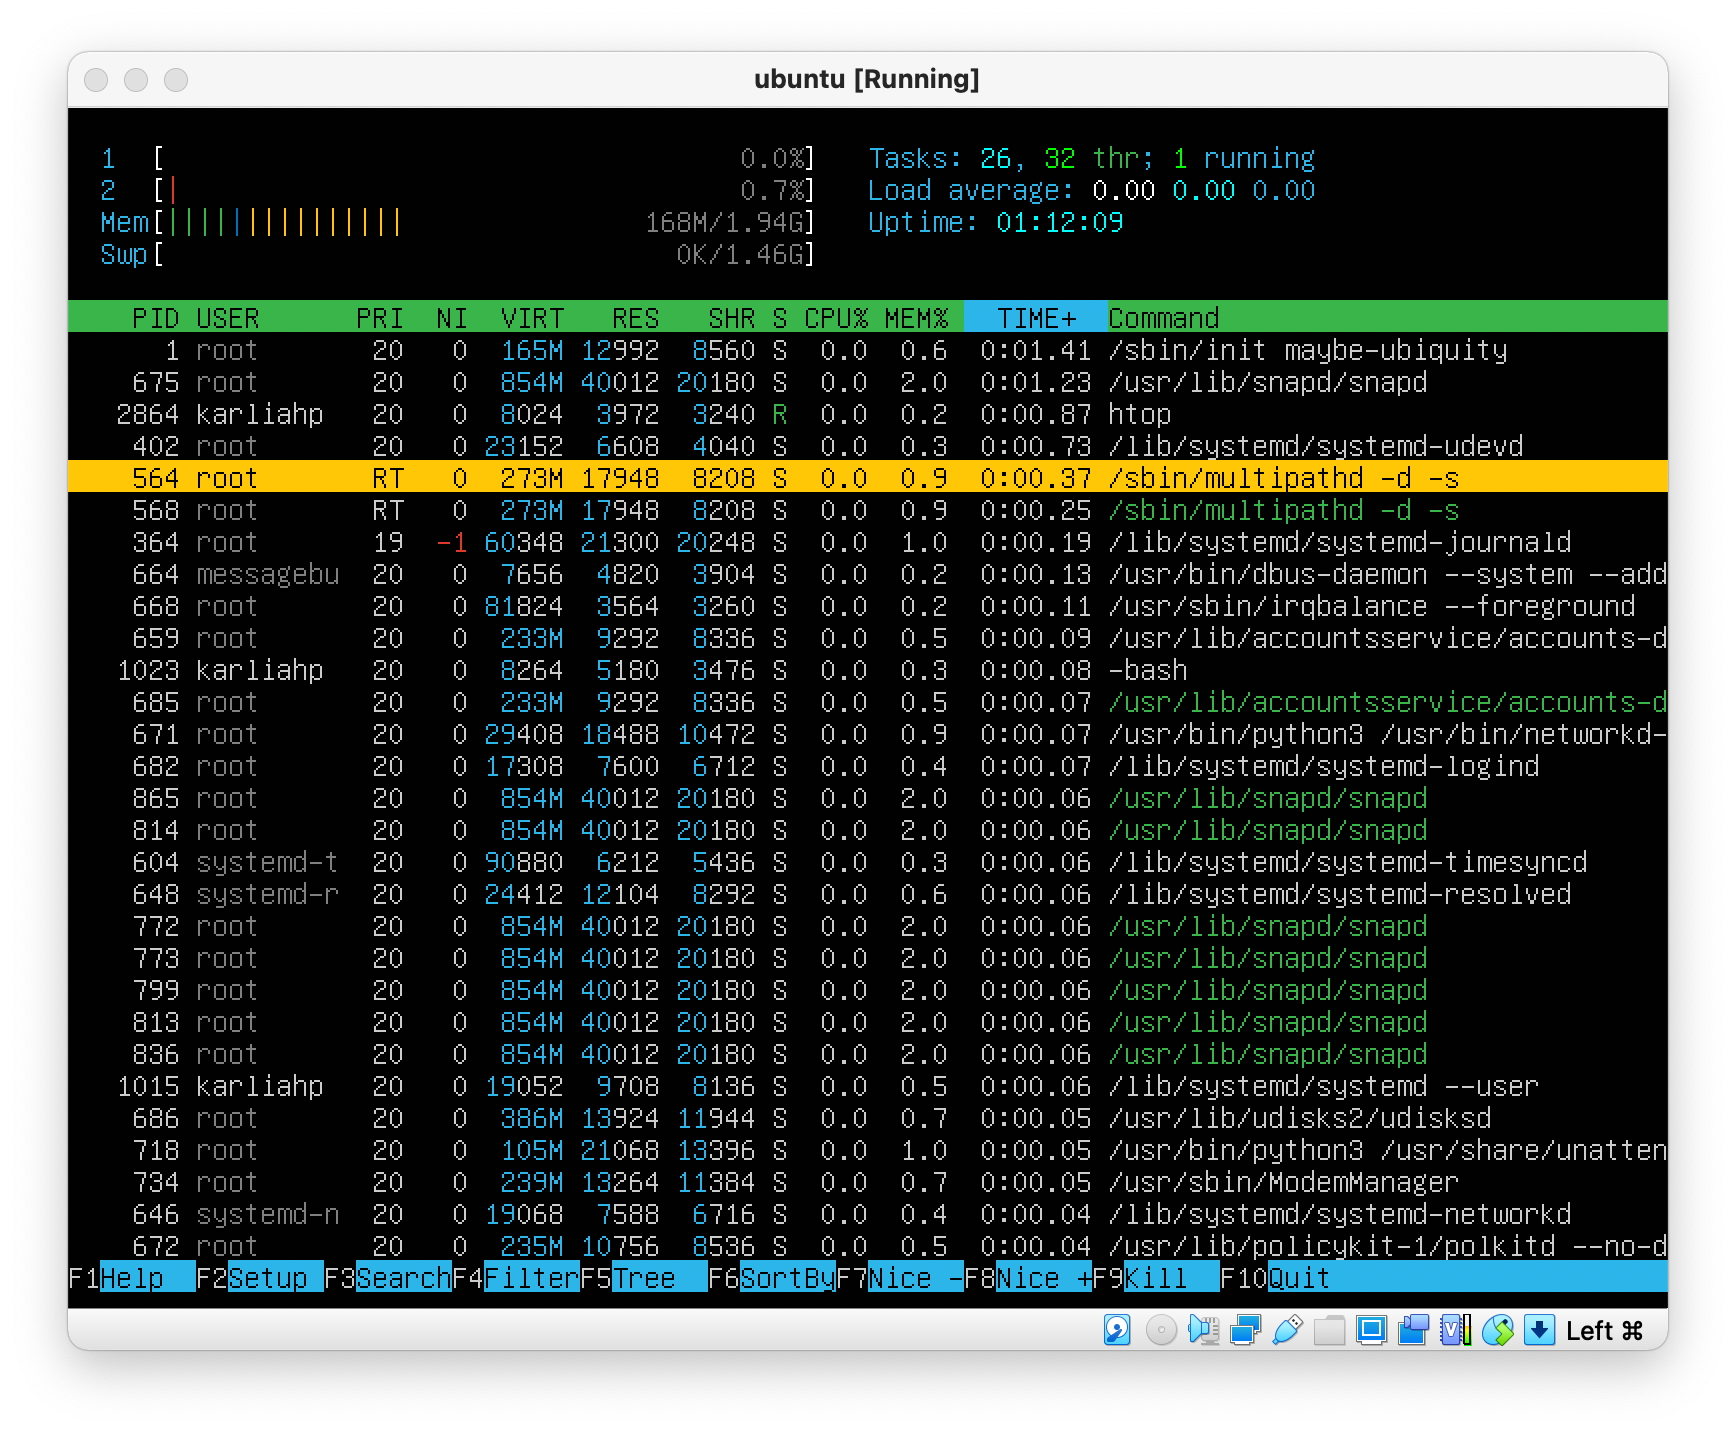 ubuntu [Running]
1 [ 0.0%] Tasks: 26, 32 thr; 1 running
2 [| 0.7%] Load average: 0.00 0.00 0.00
Mem[||||||||||||||| 168M/1.94G] Uptime: 01:12:09
Swp[ 0K/1.46G]
PID USER PRI NI VIRT RES SHR S CPU% MEM% TIME+ Command
1 root 20 0 165M 12992 8560 S 0.0 0.6 0:01.41 /sbin/init maybe-ubiquity
675 root 20 0 854M 40012 20180 S 0.0 2.0 0:01.23 /usr/lib/snapd/snapd
2864 karliahp 20 0 8024 3972 3240 R 0.0 0.2 0:00.87 htop
402 root 20 0 23152 6608 4040 S 0.0 0.3 0:00.73 /lib/systemd/systemd-udevd
564 root RT 0 273M 17948 8208 S 0.0 0.9 0:00.37 /sbin/multipathd -d -s
568 root RT 0 273M 17948 8208 S 0.0 0.9 0:00.25 /sbin/multipathd -d -s
364 root 19 -1 60348 21300 20248 S 0.0 1.0 0:00.19 /lib/systemd/systemd-journald
664 messagebu 20 0 7656 4820 3904 S 0.0 0.2 0:00.13 /usr/bin/dbus-daemon --system --add
668 root 20 0 81824 3564 3260 S 0.0 0.2 0:00.11 /usr/sbin/irqbalance --foreground
659 root 20 0 233M 9292 8336 S 0.0 0.5 0:00.09 /usr/lib/accountsservice/accounts-d
1023 karliahp 20 0 8264 5180 3476 S 0.0 0.3 0:00.08 -bash
685 root 20 0 233M 9292 8336 S 0.0 0.5 0:00.07 /usr/lib/accountsservice/accounts-d
671 root 20 0 29408 18488 10472 S 0.0 0.9 0:00.07 /usr/bin/python3 /usr/bin/networkd-
682 root 20 0 17308 7600 6712 S 0.0 0.4 0:00.07 /lib/systemd/systemd-logind
865 root 20 0 854M 40012 20180 S 0.0 2.0 0:00.06 /usr/lib/snapd/snapd
814 root 20 0 854M 40012 20180 S 0.0 2.0 0:00.06 /usr/lib/snapd/snapd
604 systemd-t 20 0 90880 6212 5436 S 0.0 0.3 0:00.06 /lib/systemd/systemd-timesyncd
648 systemd-r 20 0 24412 12104 8292 S 0.0 0.6 0:00.06 /lib/systemd/systemd-resolved
772 root 20 0 854M 40012 20180 S 0.0 2.0 0:00.06 /usr/lib/snapd/snapd
773 root 20 0 854M 40012 20180 S 0.0 2.0 0:00.06 /usr/lib/snapd/snapd
799 root 20 0 854M 40012 20180 S 0.0 2.0 0:00.06 /usr/lib/snapd/snapd
813 root 20 0 854M 40012 20180 S 0.0 2.0 0:00.06 /usr/lib/snapd/snapd
836 root 20 0 854M 40012 20180 S 0.0 2.0 0:00.06 /usr/lib/snapd/snapd
1015 karliahp 20 0 19052 9708 8136 S 0.0 0.5 0:00.06 /lib/systemd/systemd --user
686 root 20 0 386M 13924 11944 S 0.0 0.7 0:00.05 /usr/lib/udisks2/udisksd
718 root 20 0 105M 21068 13396 S 0.0 1.0 0:00.05 /usr/bin/python3 /usr/share/unatten
734 root 20 0 239M 13264 11384 S 0.0 0.7 0:00.05 /usr/sbin/ModemManager
646 systemd-n 20 0 19068 7588 6716 S 0.0 0.4 0:00.04 /lib/systemd/systemd-networkd
672 root 20 0 235M 10756 8536 S 0.0 0.5 0:00.04 /usr/lib/policykit-1/polkitd --no-d
F1Help F2Setup F3SearchF4FilterF5Tree F6SortByF7Nice -F8Nice +F9Kill F10Quit
Left ⌘